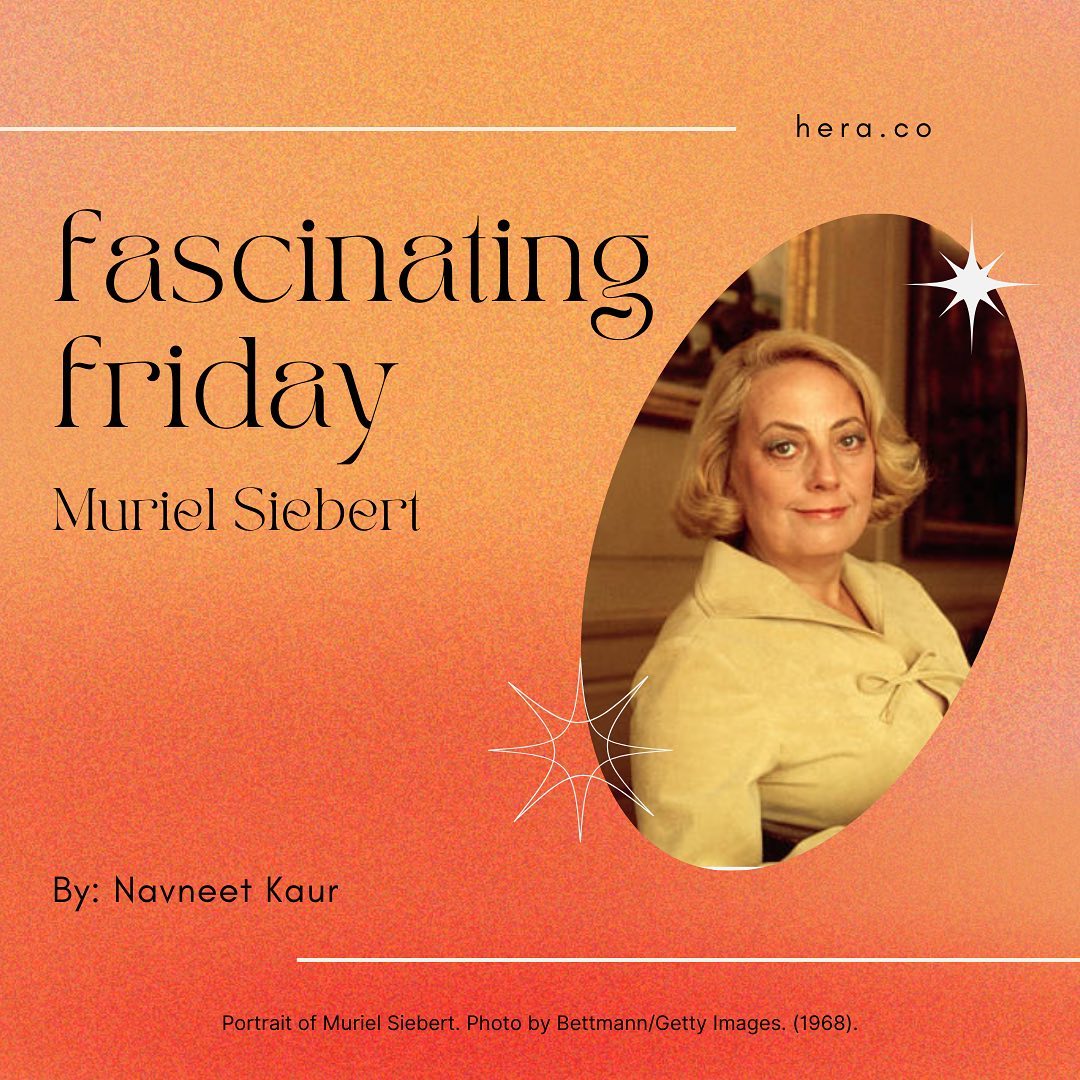 hera.co
fascinating
friday
Muriel Siebert
By: Navneet Kaur
Portrait of Muriel Siebert. Photo by Bettmann/Getty Images. (1968).